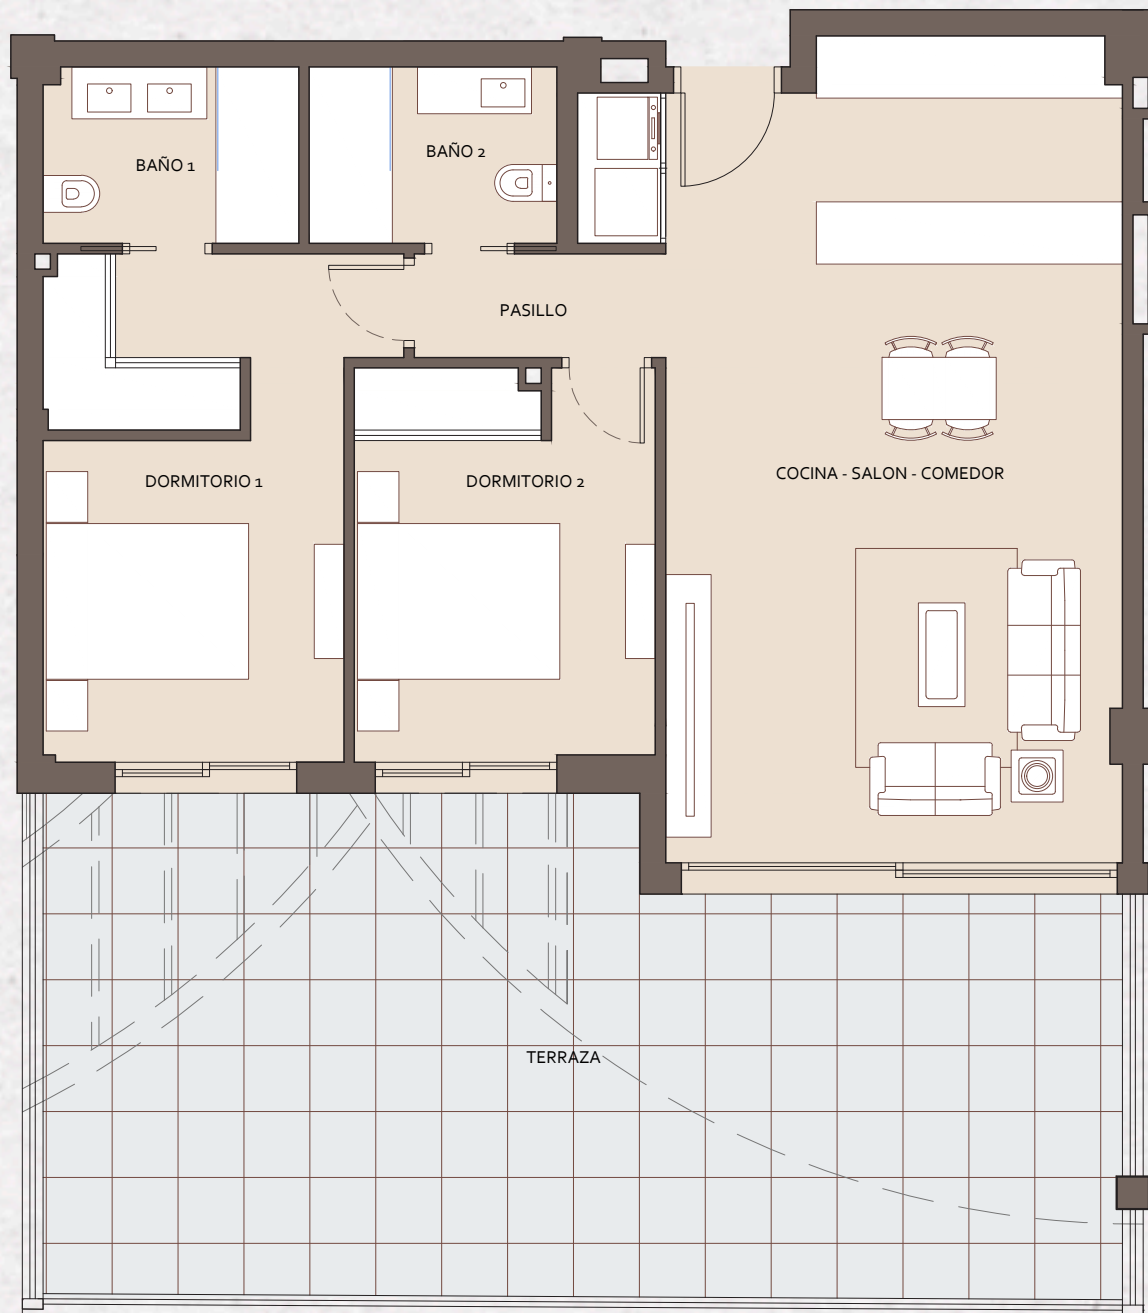 BAÑO 1
BAÑO 2
PASILLO
DORMITORIO 1
DORMITORIO 2
COCINA - SALON - COMEDOR
TERRAZA